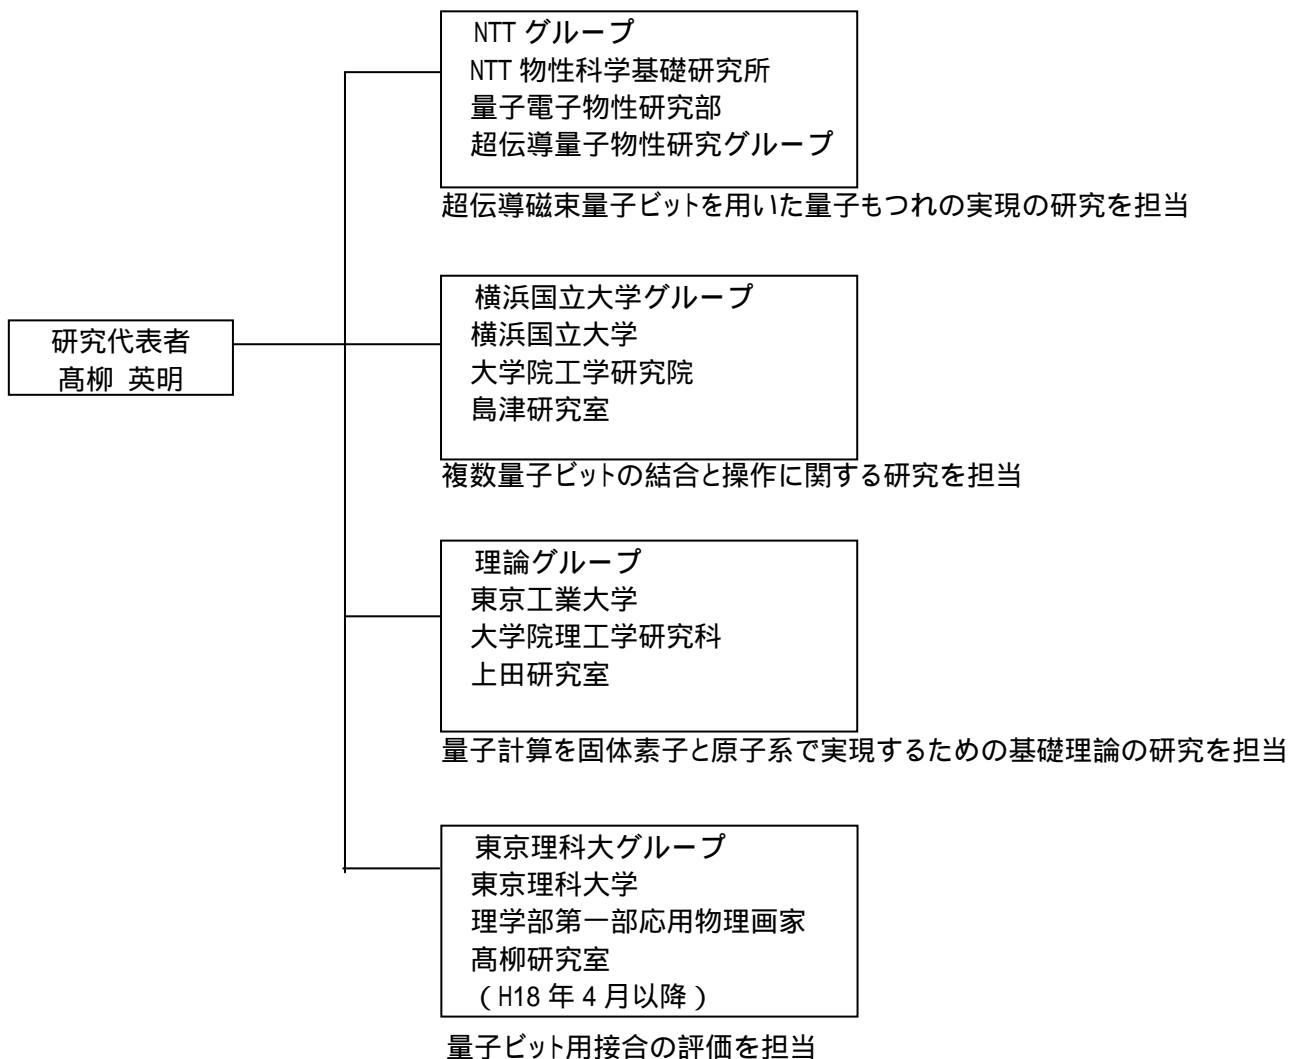 NTT グループ
NTT 物性科学基礎研究所
量子電子物性研究部
超伝導量子物性研究グループ
超伝導磁束量子ビットを用いた量子もつれの実現の研究を担当
横浜国立大学グループ
横浜国立大学
大学院工学研究院
島津研究室
複数量子ビットの結合と操作に関する研究を担当
研究代表者
髙柳 英明
理論グループ
東京工業大学
大学院理工学研究科
上田研究室
量子計算を固体素子と原子系で実現するための基礎理論の研究を担当
東京理科大グループ
東京理科大学
理学部第一部応用物理画家
髙柳研究室
（H18 年 4 月以降）
量子ビット用接合の評価を担当